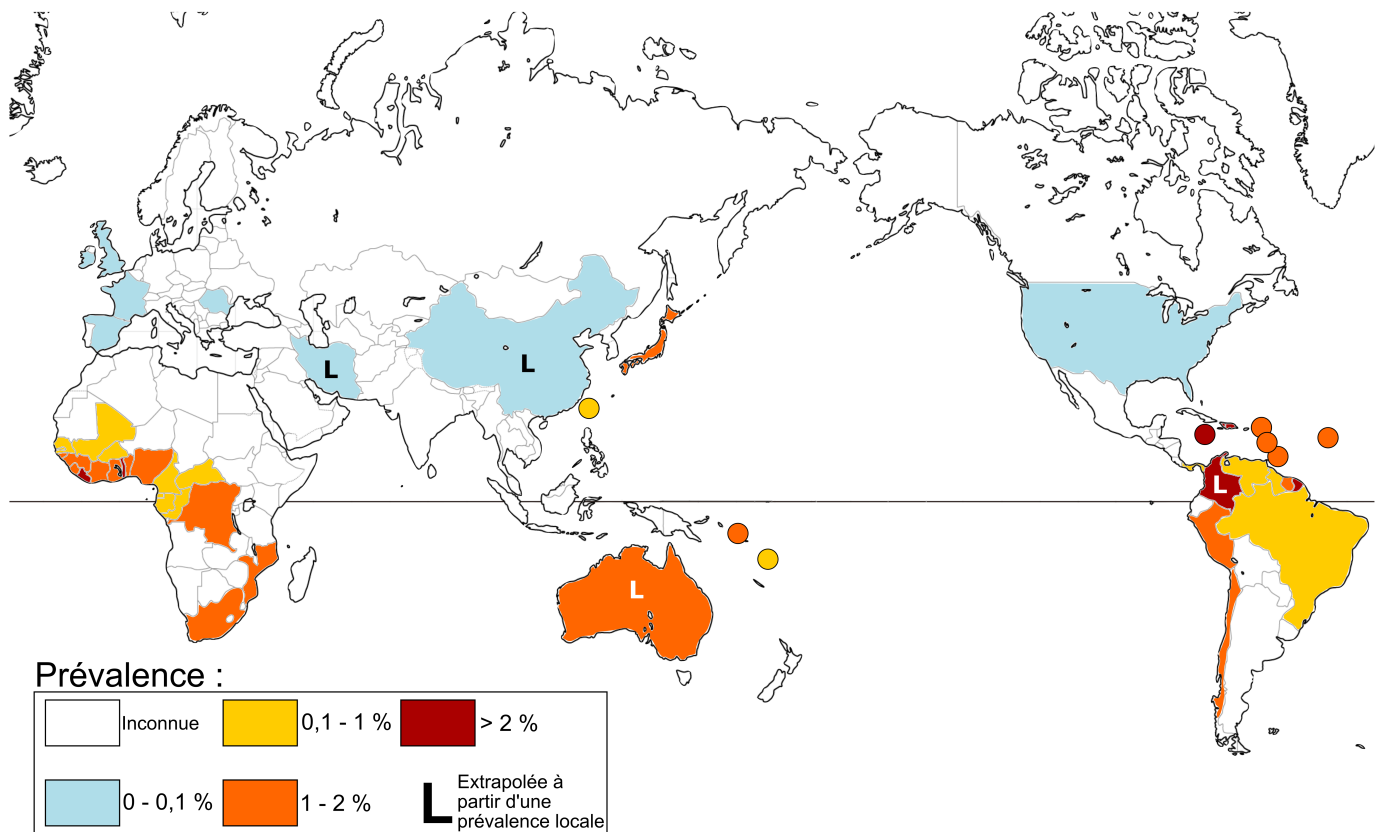 L
L
L
L
Prévalence :
Inconnue
0,1 - 1 %
> 2 %
0 - 0,1 %
1 - 2 %
L
Extrapolée à
partir d'une
prévalence locale